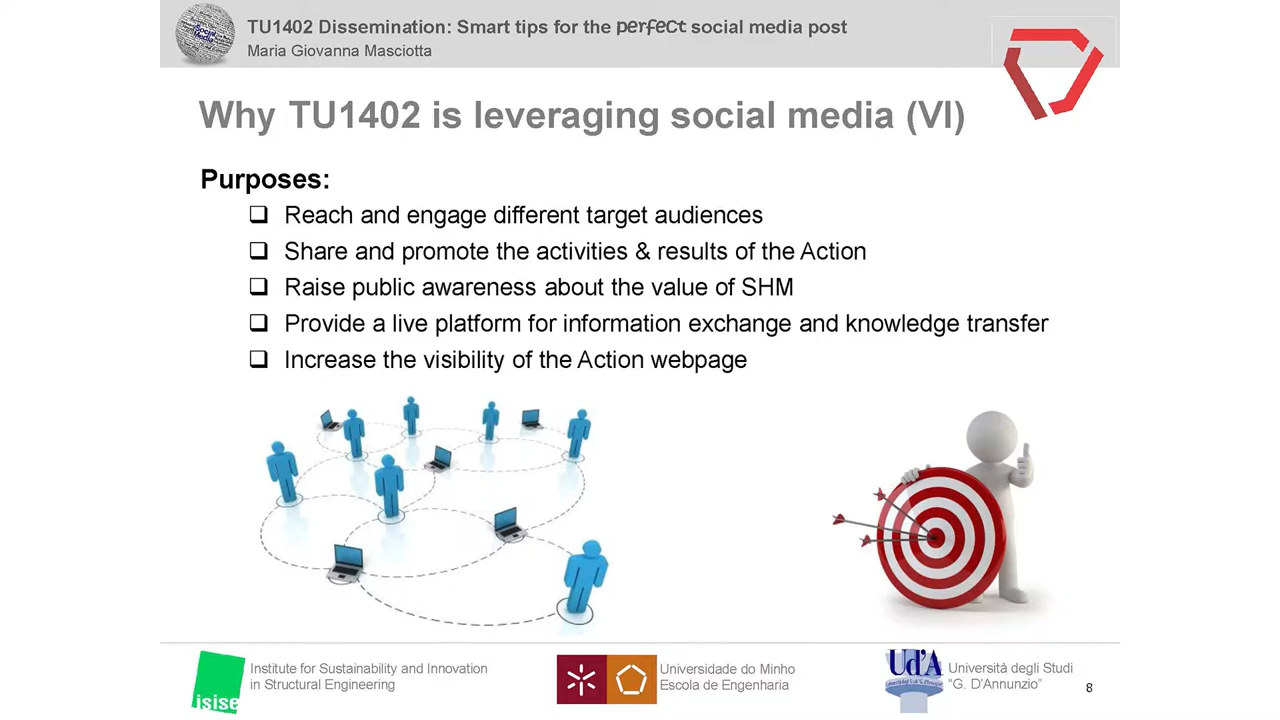 TU1402 Dissemination: Smart tips for the perfect social media post
Maria Giovanna Masciotta
Social Media
Why TU1402 is leveraging social media (VI)
Purposes:
❑ Reach and engage different target audiences
❑ Share and promote the activities & results of the Action
❑ Raise public awareness about the value of SHM
❑ Provide a live platform for information exchange and knowledge transfer
❑ Increase the visibility of the Action webpage
isise
Institute for Sustainability and Innovation
in Structural Engineering
Universidade do Minho
Escola de Engenharia
Ud'A
Università degli Studi
“G. D’Annunzio”
8